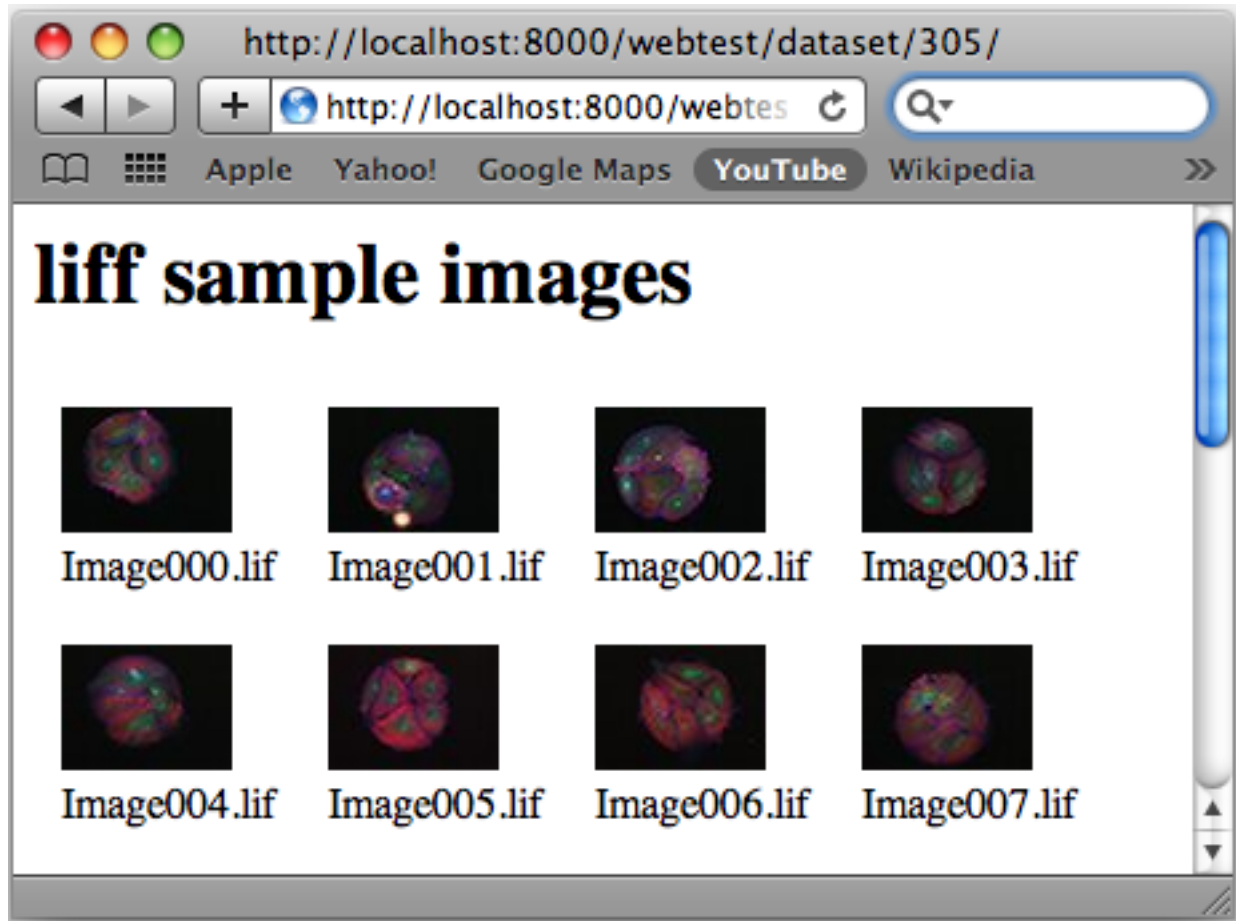 http://localhost:8000/webtest/dataset/305/
http://localhost:8000/webtes
Apple Yahoo! Google Maps YouTube Wikipedia
liff sample images
Image000.lif Image001.lif Image002.lif Image003.lif
Image004.lif Image005.lif Image006.lif Image007.lif